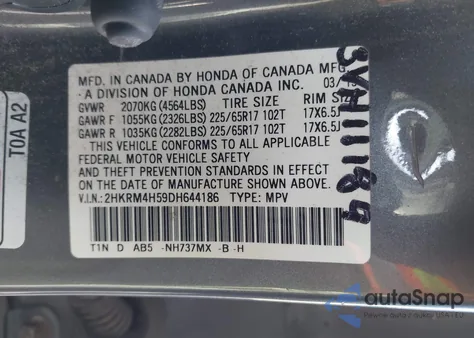 MFD. IN CANADA BY HONDA OF CANADA MFG.
A DIVISION OF HONDA CANADA INC. 03/
GVWR 2070KG (4564LBS) TIRE SIZE RIM SIZE
GAWR F 1055KG (2326LBS) 225/65R17 102T 17X6.5J
GAWR R 1035KG (2282LBS) 225/65R17 102T 17X6.5J
THIS VEHICLE CONFORMS TO ALL APPLICABLE
FEDERAL MOTOR VEHICLE SAFETY
AND THEFT PREVENTION STANDARDS IN EFFECT ON
THE DATE OF MANUFACTURE SHOWN ABOVE.
V.I.N.: 2HKRM4H59DH644186 TYPE: MPV
T1N D AB5 -NH737MX -B -H
TOA A2
autoSnap